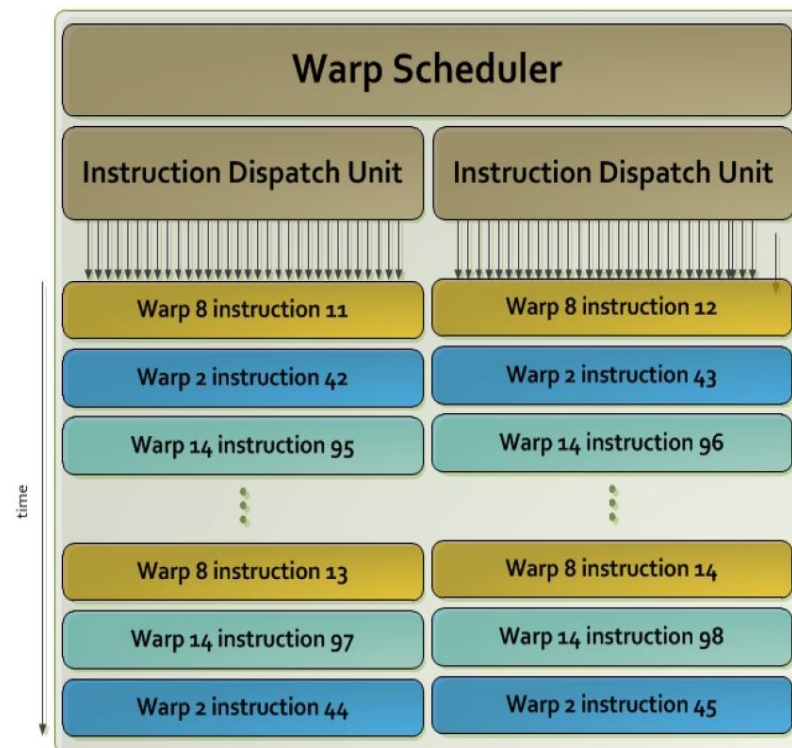 Warp Scheduler
Instruction Dispatch Unit
Instruction Dispatch Unit
Warp 8 instruction 11
Warp 8 instruction 12
Warp 2 instruction 42
Warp 2 instruction 43
Warp 14 instruction 95
Warp 14 instruction 96
time
Warp 8 instruction 13
Warp 8 instruction 14
Warp 14 instruction 97
Warp 14 instruction 98
Warp 2 instruction 44
Warp 2 instruction 45